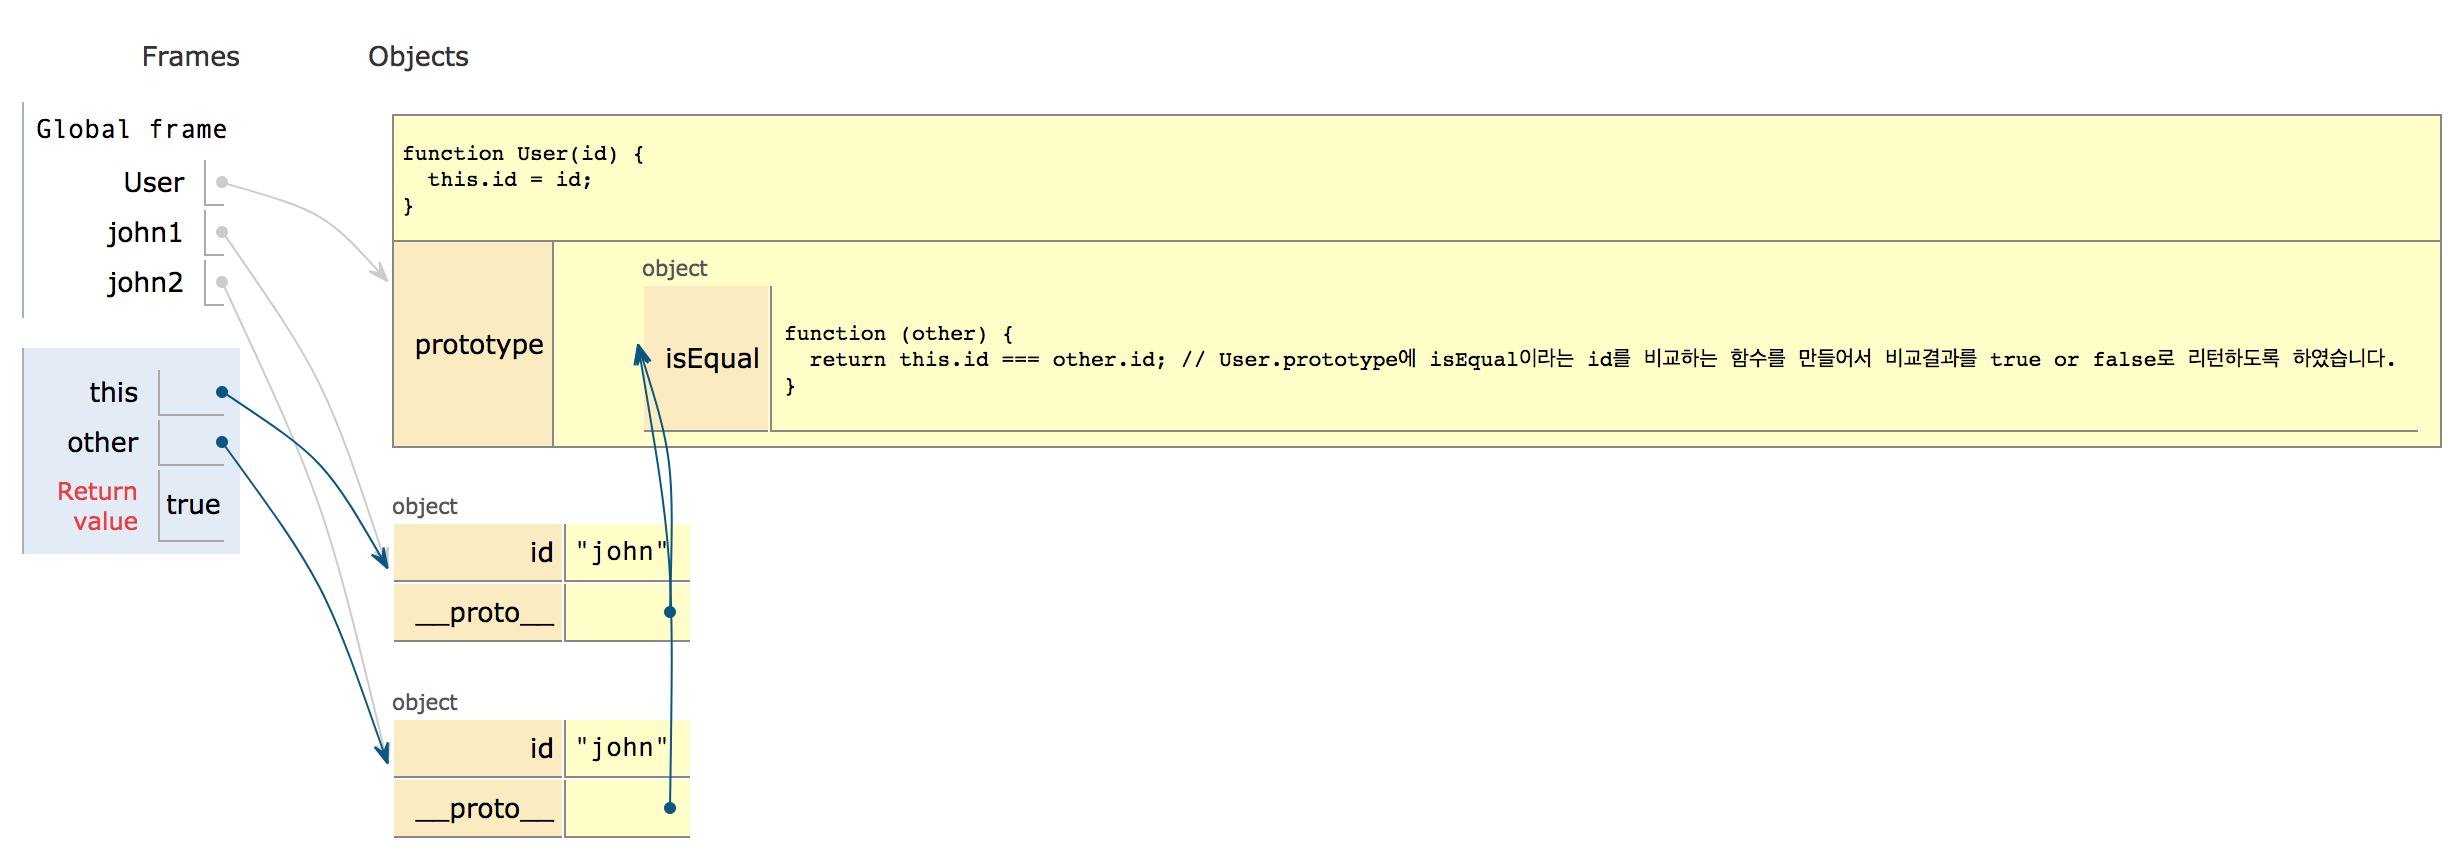 Frames
Objects
Global frame
User
john1
john2
this
other
Return
value
true
function User(id) {
  this.id = id;
}
prototype
object
isEqual
function (other) {
  return this.id === other.id; // User.prototype에 isEqual이라는 id를 비교하는 함수를 만들어서 비교결과를 true or false로 리턴하도록 하였습니다.
}
object
id
"john"
__proto__
object
id
"john"
__proto__